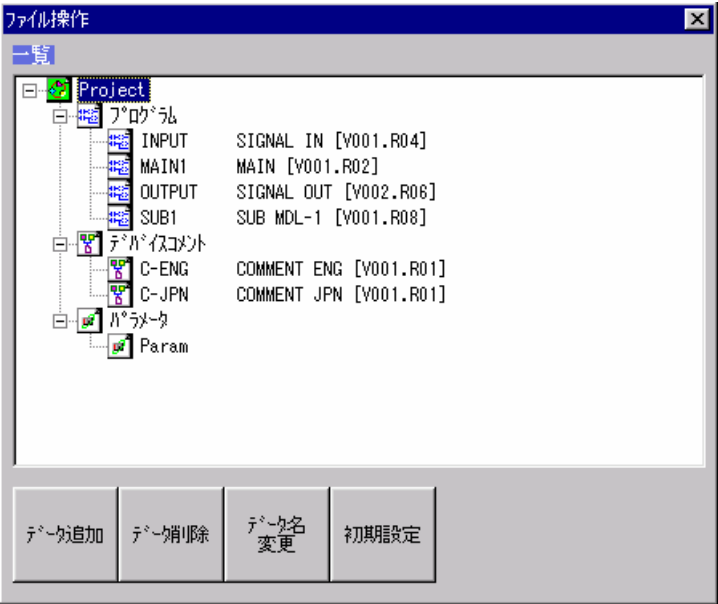 ファイル操作
一覧
Project
ﾌﾟﾛｸﾞﾗﾑ
INPUT SIGNAL IN [V001.R04]
MAIN1 MAIN [V001.R02]
OUTPUT SIGNAL OUT [V002.R06]
SUB1 SUB MDL-1 [V001.R08]
ﾃﾞﾊﾞｲｽｺﾒﾝﾄ
C-ENG COMMENT ENG [V001.R01]
C-JPN COMMENT JPN [V001.R01]
ﾊﾟﾗﾒｰﾀ
Param
ﾃﾞｰﾀ追加
ﾃﾞｰﾀ削除
ﾃﾞｰﾀ名
変更
初期設定